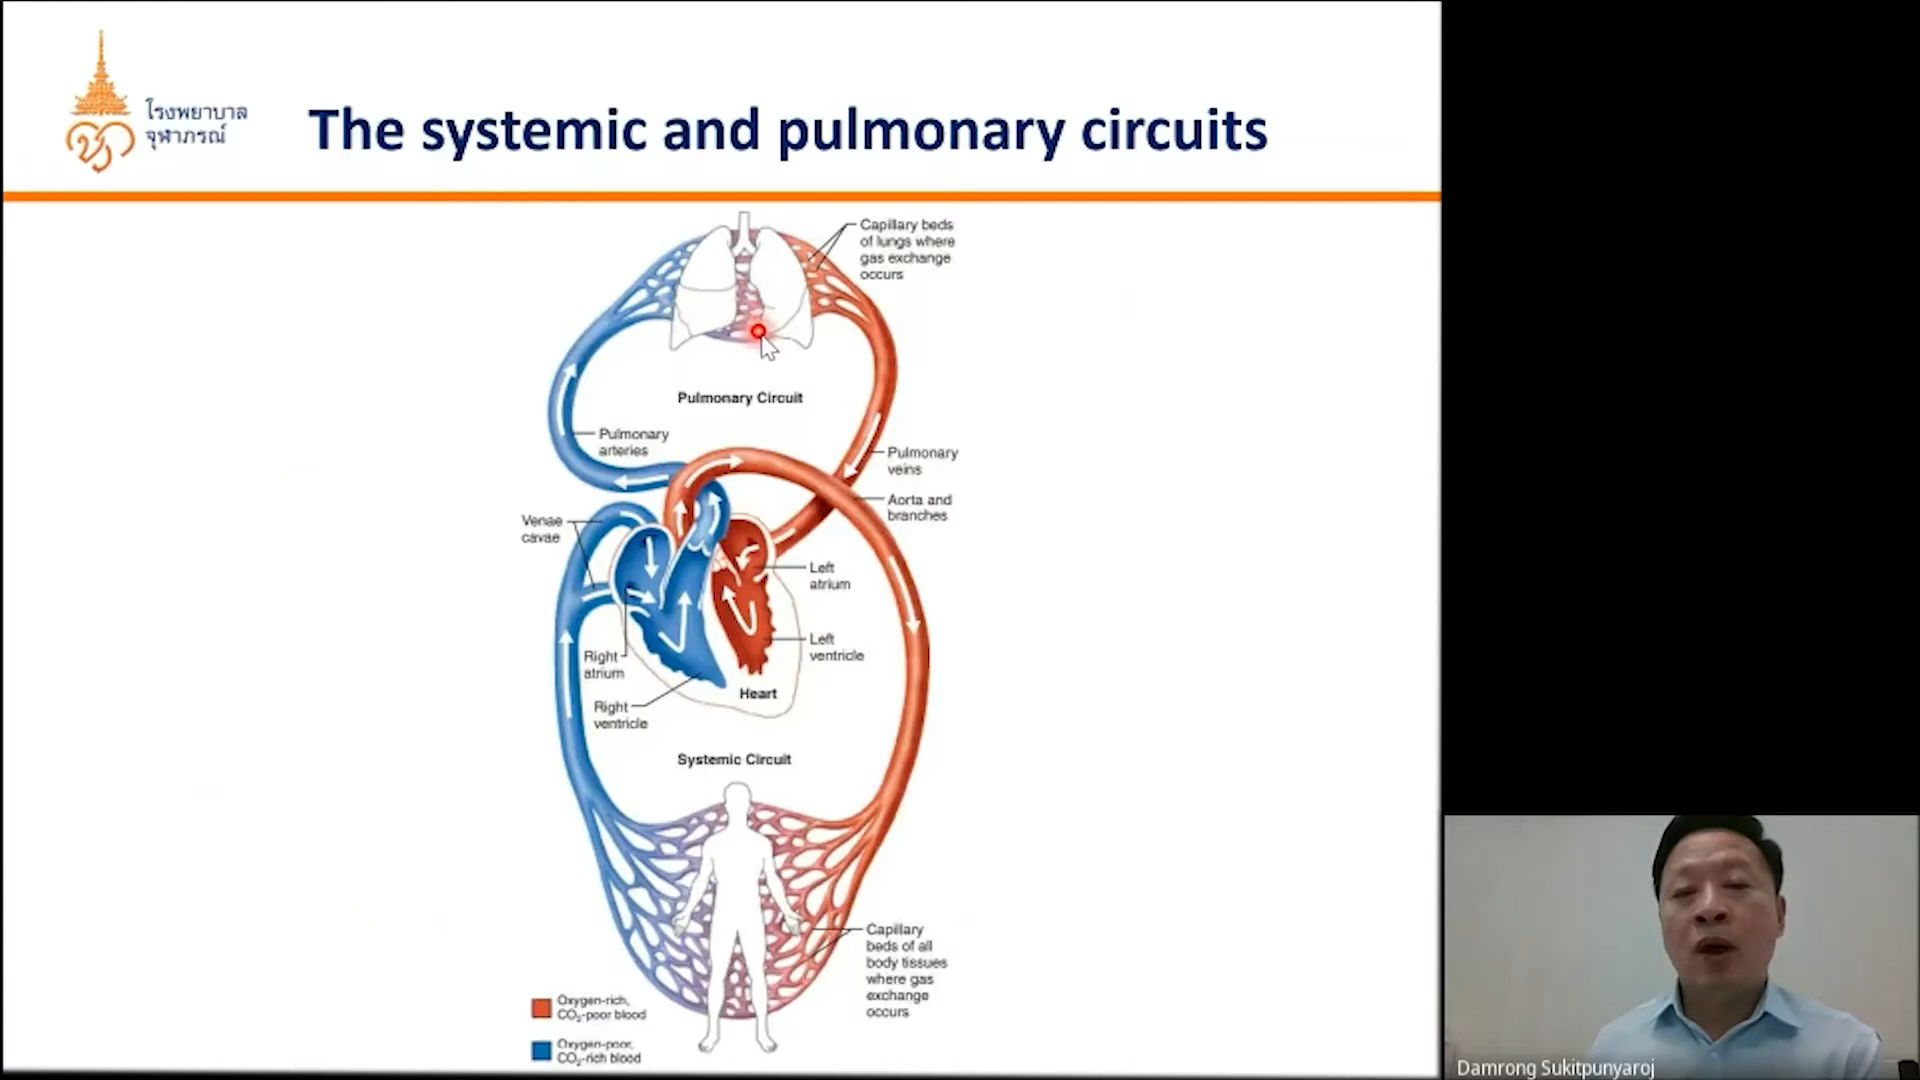 โรงพยาบาล
จุฬาภรณ์
The systemic and pulmonary circuits
Capillary beds
of lungs where
gas exchange
occurs
Pulmonary Circuit
Pulmonary
arteries
Pulmonary
veins
Aorta and
branches
Venae
cavae
Left
atrium
Left
ventricle
Right
atrium
Right
ventricle
Heart
Systemic Circuit
Capillary
beds of all
body tissues
where gas
exchange
occurs
Oxygen-rich,
CO₂-poor blood
Oxygen-poor,
CO₂-rich blood
Damrong Sukitpunyaroj